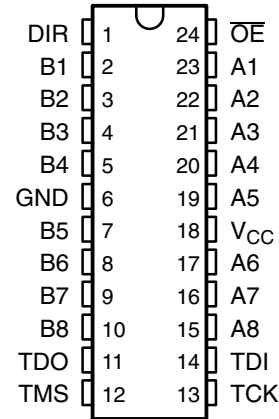 DIR 1 24 OE
B1 2 23 A1
B2 3 22 A2
B3 4 21 A3
B4 5 20 A4
GND 6 19 A5
B5 7 18 VCC
B6 8 17 A6
B7 9 16 A7
B8 10 15 A8
TDO 11 14 TDI
TMS 12 13 TCK